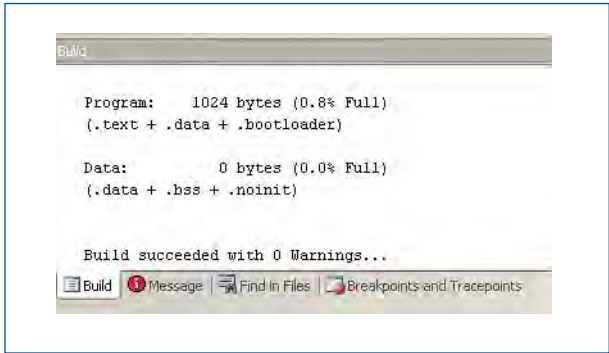 Build
Program: 1024 bytes (0.8% Full)
(.text + .data + .bootloader)
Data: 0 bytes (0.0% Full)
(.data + .bss + .noinit)
Build succeeded with 0 Warnings...
Build Message Find in Files Breakpoints and Tracepoints